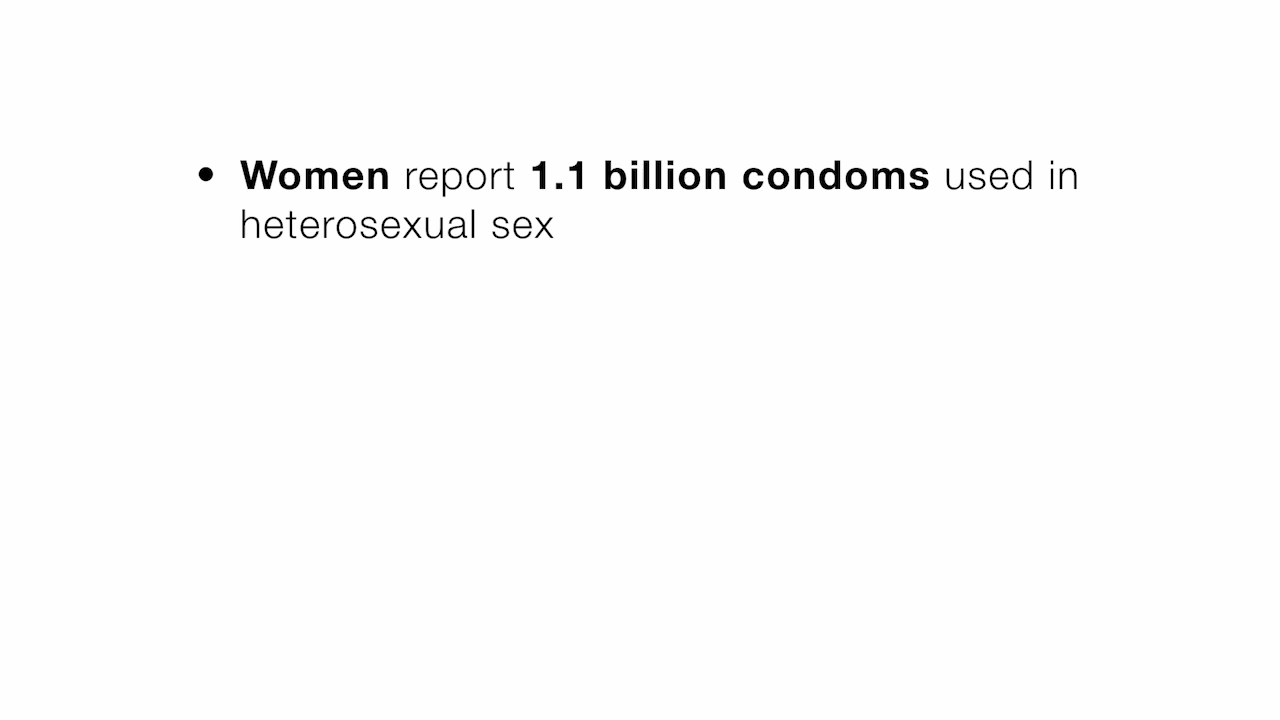 • Women report 1.1 billion condoms used in
heterosexual sex